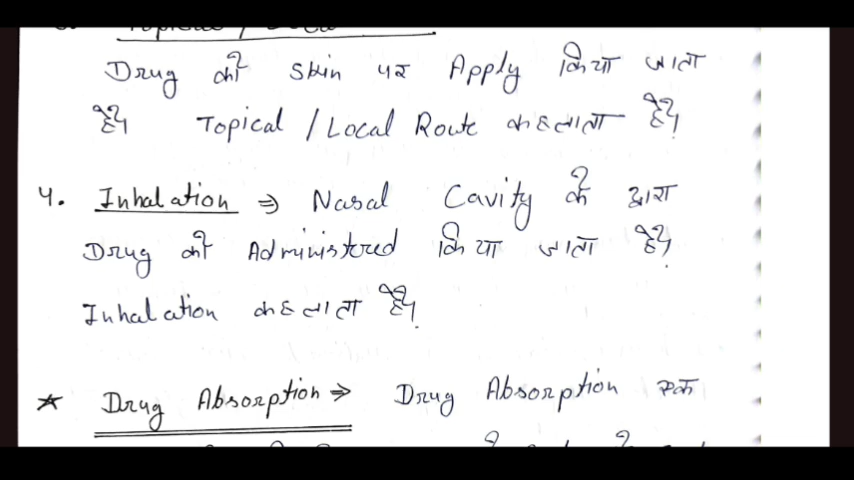 Drug को skin पर Apply किया जाता
है। Topical / Local Route कहलाता है।
4. Inhalation ⇒ Nasal Cavity के द्वारा
Drug को Administered किया जाता है।
Inhalation कहलाता है।
★ Drug Absorption ⇒ Drug Absorption एक